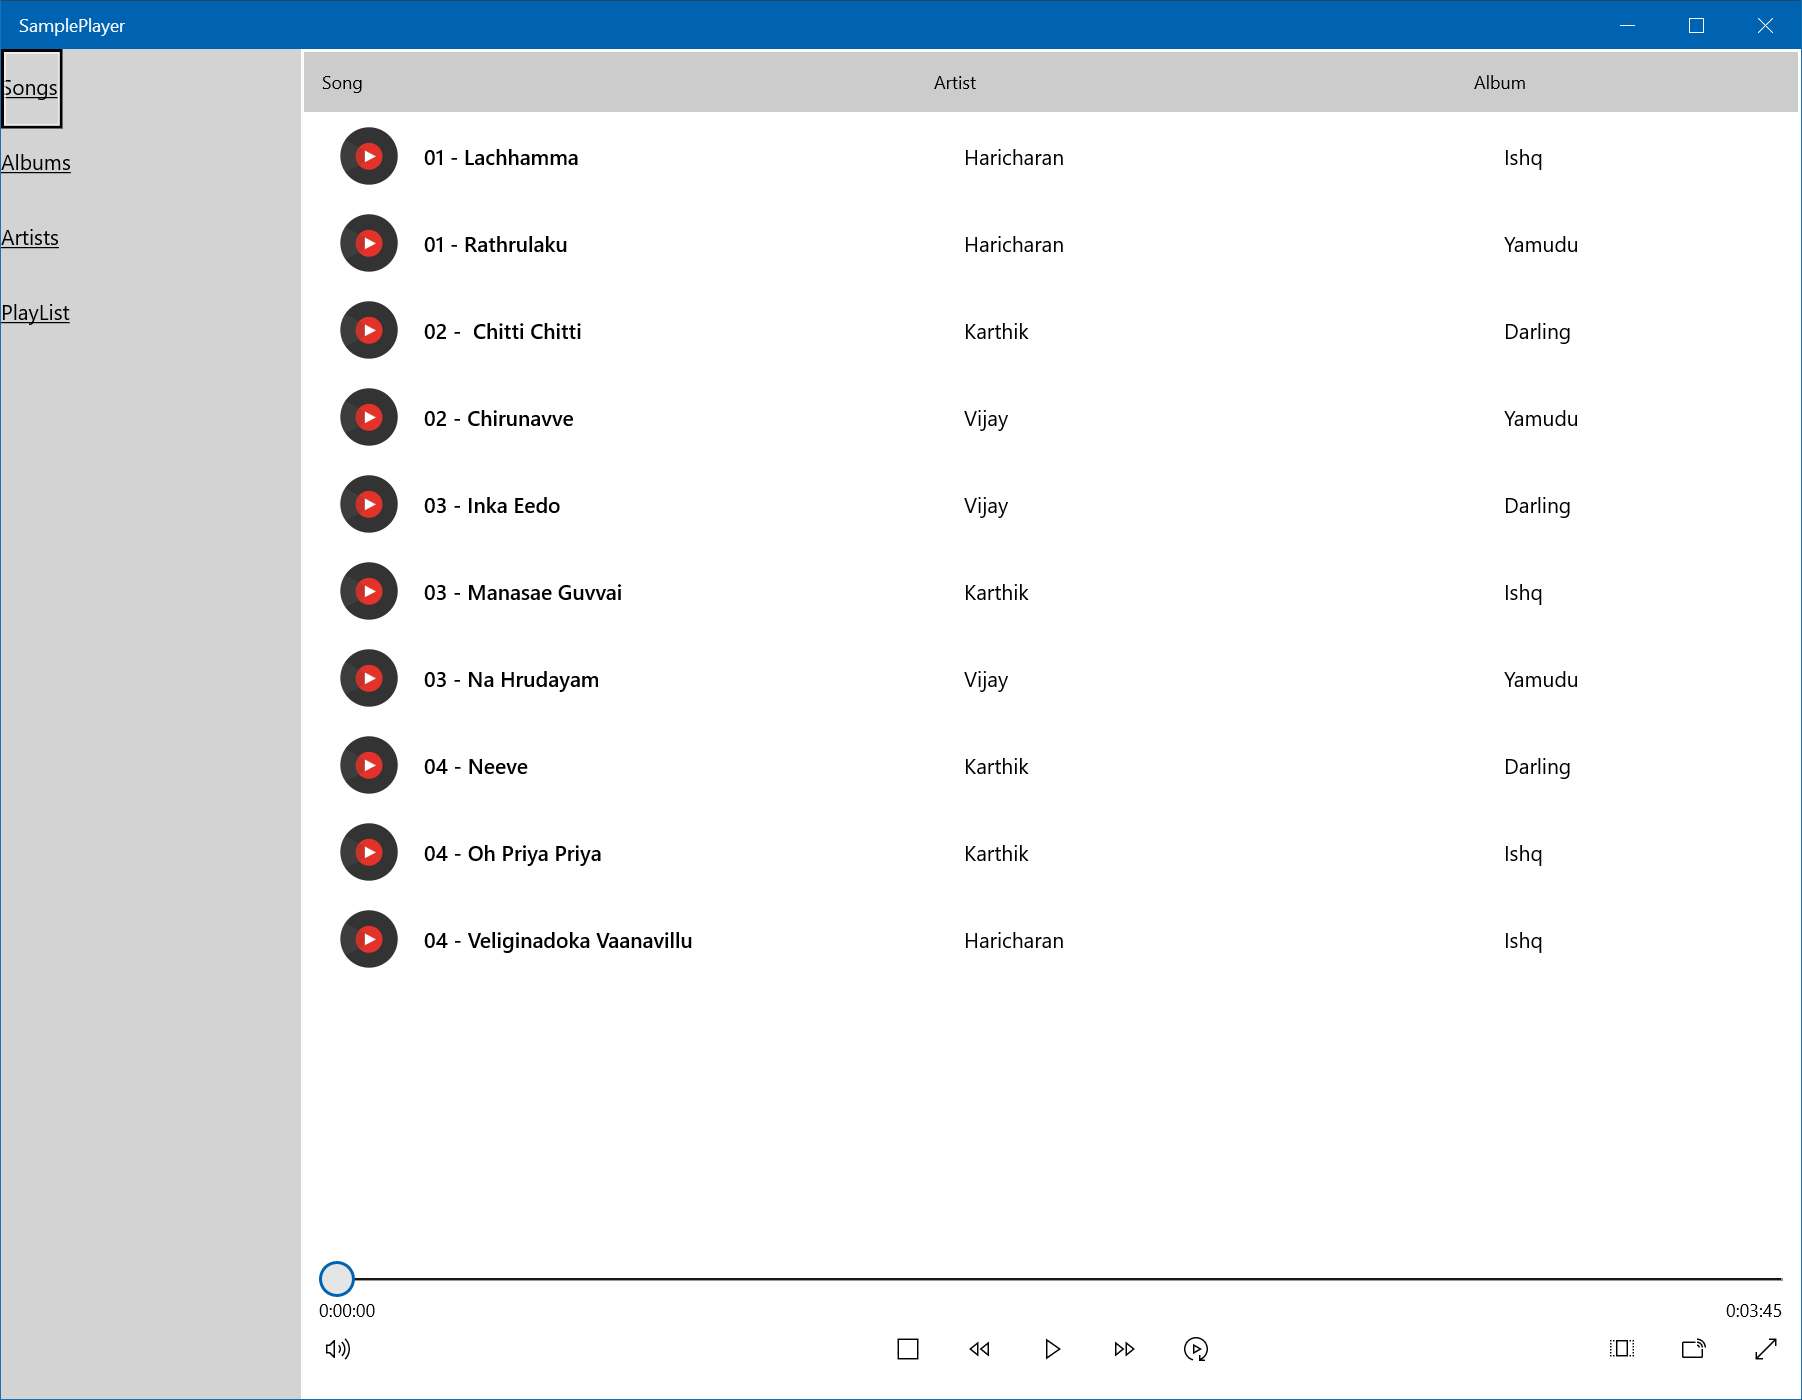 SamplePlayer
Songs
Albums
Artists
PlayList
Song Artist Album
01 - Lachhamma Haricharan Ishq
01 - Rathrulaku Haricharan Yamudu
02 -  Chitti Chitti Karthik Darling
02 - Chirunavve Vijay Yamudu
03 - Inka Eedo Vijay Darling
03 - Manasae Guvvai Karthik Ishq
03 - Na Hrudayam Vijay Yamudu
04 - Neeve Karthik Darling
04 - Oh Priya Priya Karthik Ishq
04 - Veliginadoka Vaanavillu Haricharan Ishq
0:00:00 0:03:45